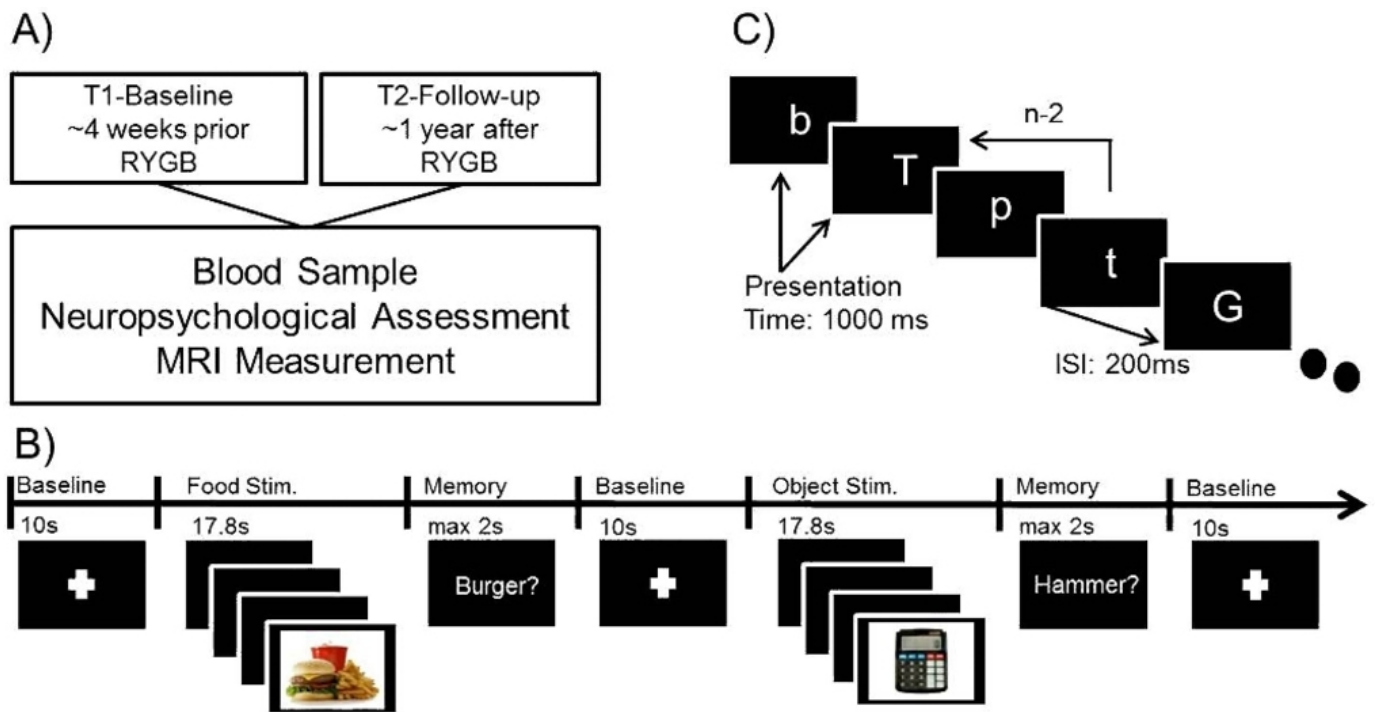 A)
T1-Baseline
~4 weeks prior
RYGB
T2-Follow-up
~1 year after
RYGB
Blood Sample
Neuropsychological Assessment
MRI Measurement
C)
b
T
n-2
p
t
G
Presentation
Time: 1000 ms
ISI: 200ms
B)
Baseline
Food Stim.
Memory
Baseline
Object Stim.
Memory
Baseline
10s
17.8s
max 2s
10s
17.8s
max 2s
10s
Burger?
Hammer?